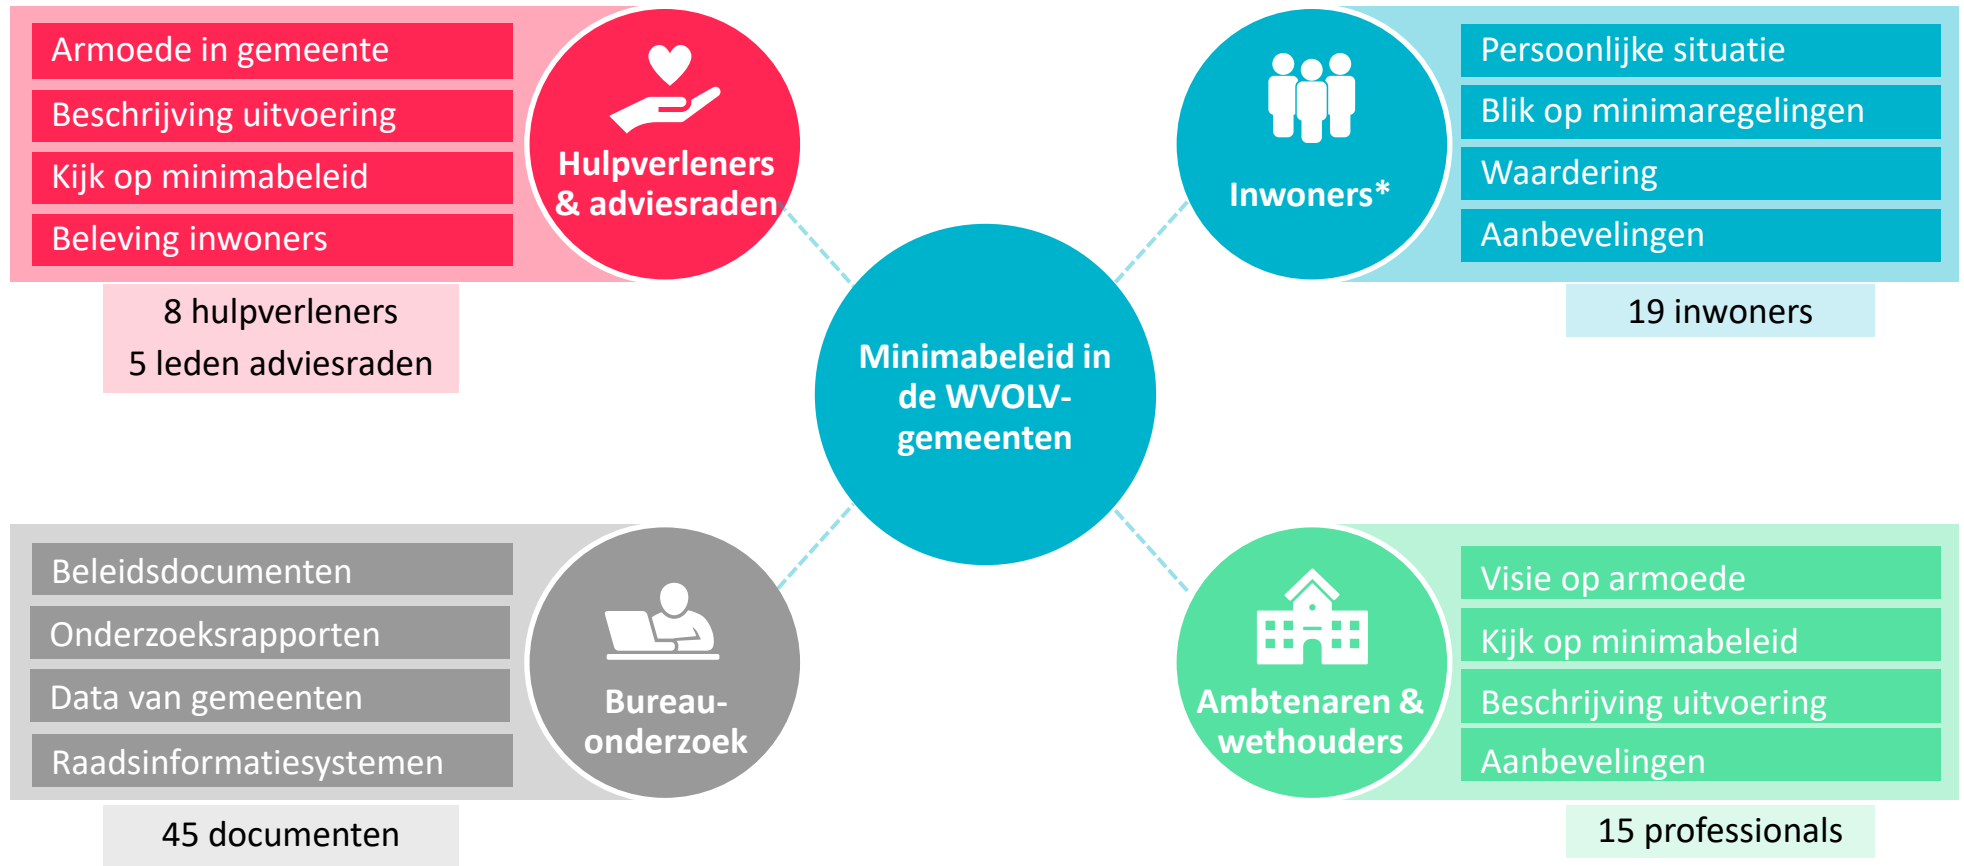 Armoede in gemeente
Beschrijving uitvoering
Kijk op minimabeleid
Beleving inwoners
Hulpverleners
& adviesraden
8 hulpverleners
5 leden adviesraden
Inwoners*
Persoonlijke situatie
Blik op minimaregelingen
Waardering
Aanbevelingen
19 inwoners
Minimabeleid in
de WVOLV-
gemeenten
Beleidsdocumenten
Onderzoeksrapporten
Data van gemeenten
Raadsinformatiesystemen
Bureau-
onderzoek
45 documenten
Ambtenaren &
wethouders
Visie op armoede
Kijk op minimabeleid
Beschrijving uitvoering
Aanbevelingen
15 professionals